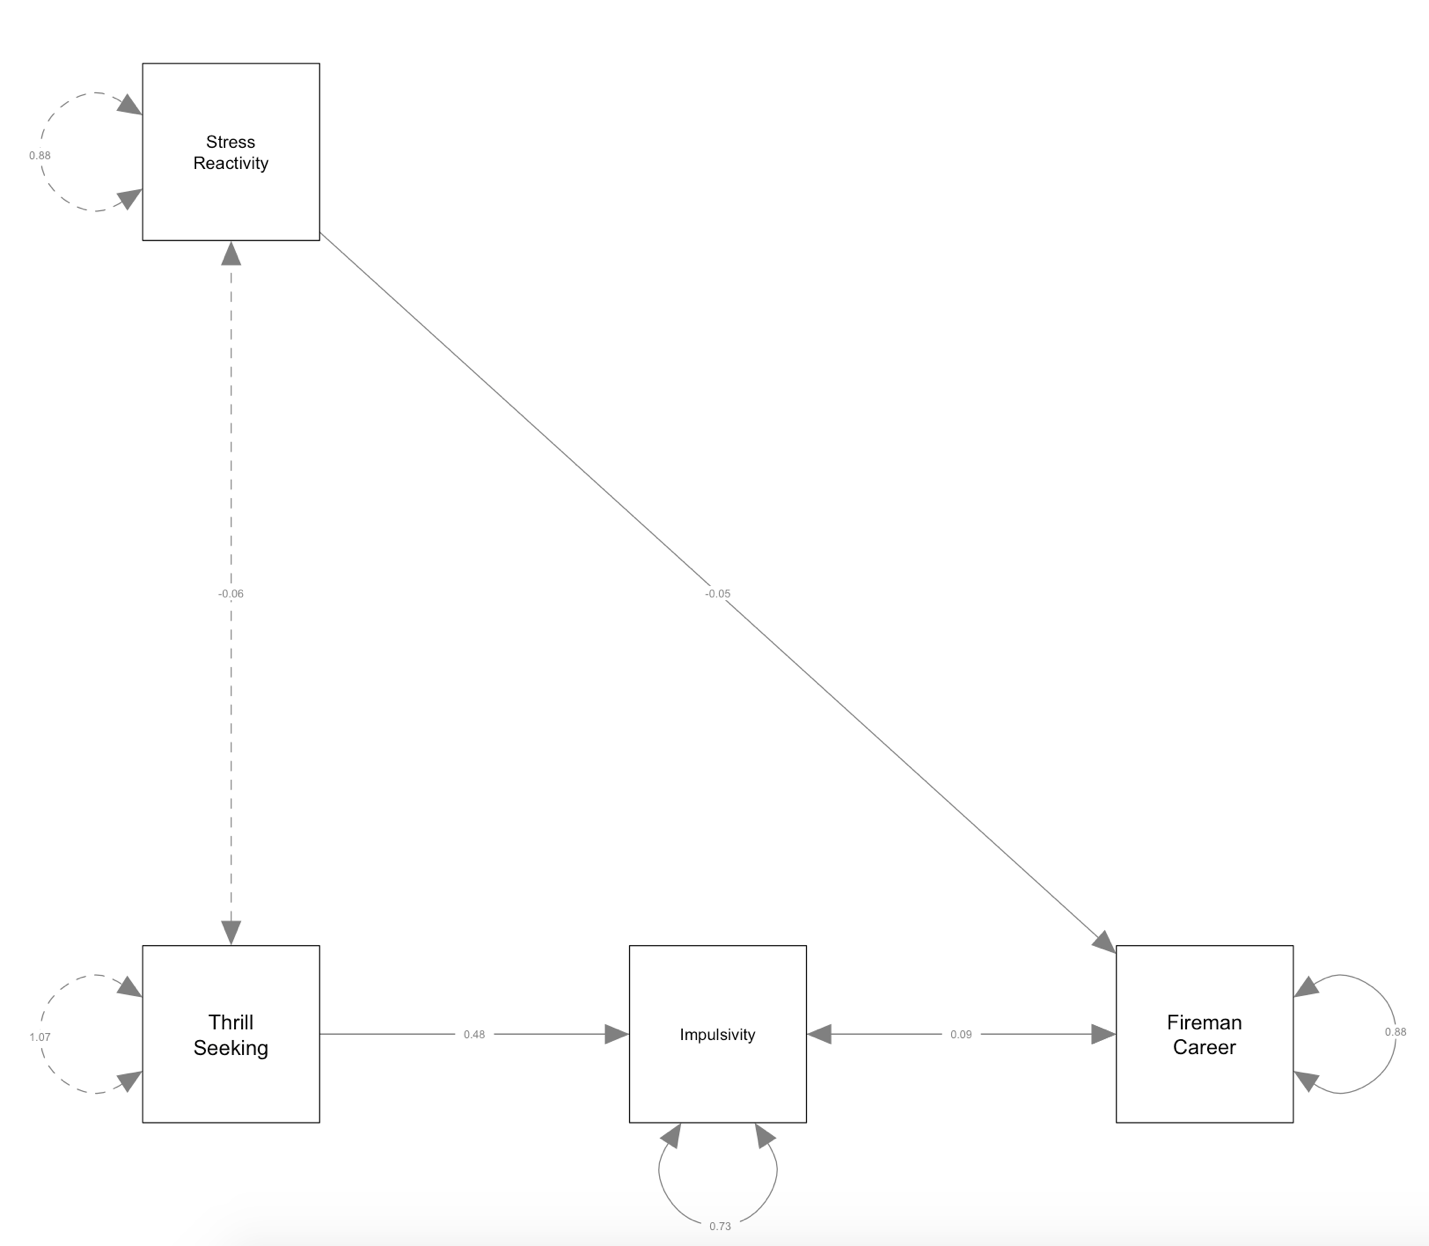 Stress
Reactivity
0.88
-0.06
-0.05
Thrill
Seeking
1.07
0.48
Impulsivity
0.73
0.09
Fireman
Career
0.88